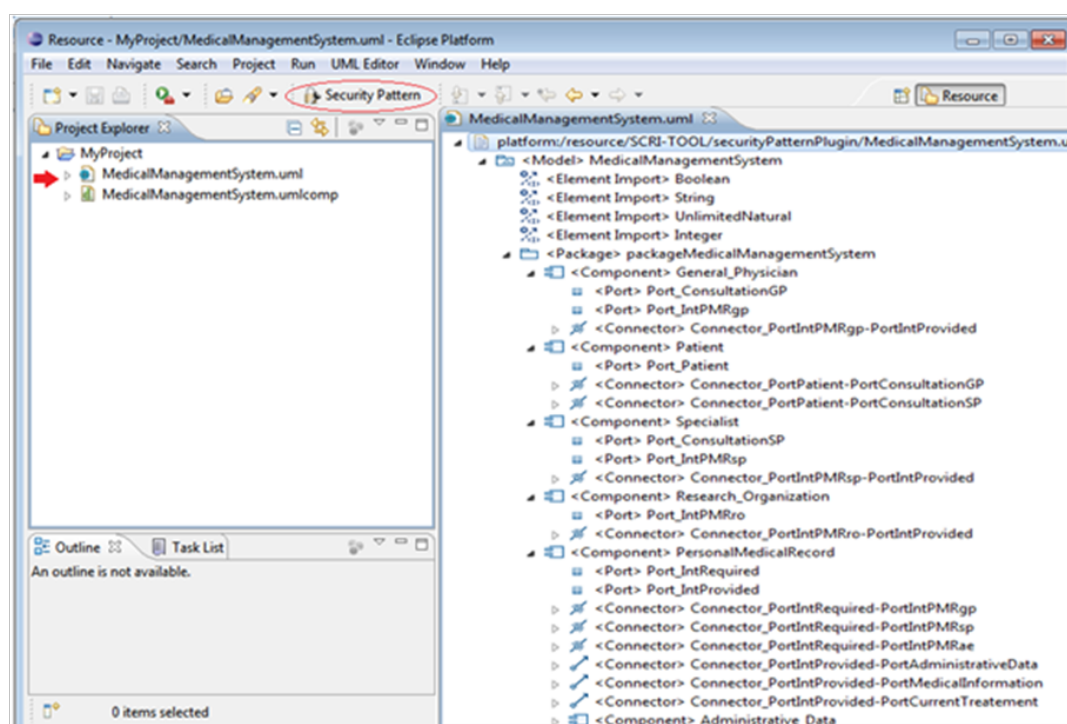 Resource - MyProject/MedicalManagementSystem.uml - Eclipse Platform
File Edit Navigate Search Project Run UML Editor Window Help
Security Pattern
Resource
Project Explorer
MyProject
MedicalManagementSystem.uml
MedicalManagementSystem.umlcomp
Outline
Task List
An outline is not available.
0 items selected
MedicalManagementSystem.uml
platform:/resource/SCRI-TOOL/securityPatternPlugin/MedicalManagementSystem.u
<Model> MedicalManagementSystem
<Element Import> Boolean
<Element Import> String
<Element Import> UnlimitedNatural
<Element Import> Integer
<Package> packageMedicalManagementSystem
<Component> General_Physician
<Port> Port_ConsultationGP
<Port> Port_IntPMRgp
<Connector> Connector_PortIntPMRgp-PortIntProvided
<Component> Patient
<Port> Port_Patient
<Connector> Connector_PortPatient-PortConsultationGP
<Connector> Connector_PortPatient-PortConsultationSP
<Component> Specialist
<Port> Port_ConsultationSP
<Port> Port_IntPMRsp
<Connector> Connector_PortIntPMRsp-PortIntProvided
<Component> Research_Organization
<Port> Port_IntPMRro
<Connector> Connector_PortIntPMRro-PortIntProvided
<Component> PersonalMedicalRecord
<Port> Port_IntRequired
<Port> Port_IntProvided
<Connector> Connector_PortIntRequired-PortIntPMRgp
<Connector> Connector_PortIntRequired-PortIntPMRsp
<Connector> Connector_PortIntRequired-PortIntPMRae
<Connector> Connector_PortIntProvided-PortAdministrativeData
<Connector> Connector_PortIntProvided-PortMedicalInformation
<Connector> Connector_PortIntProvided-PortCurrentTreatement
<Component> Administrative_Data